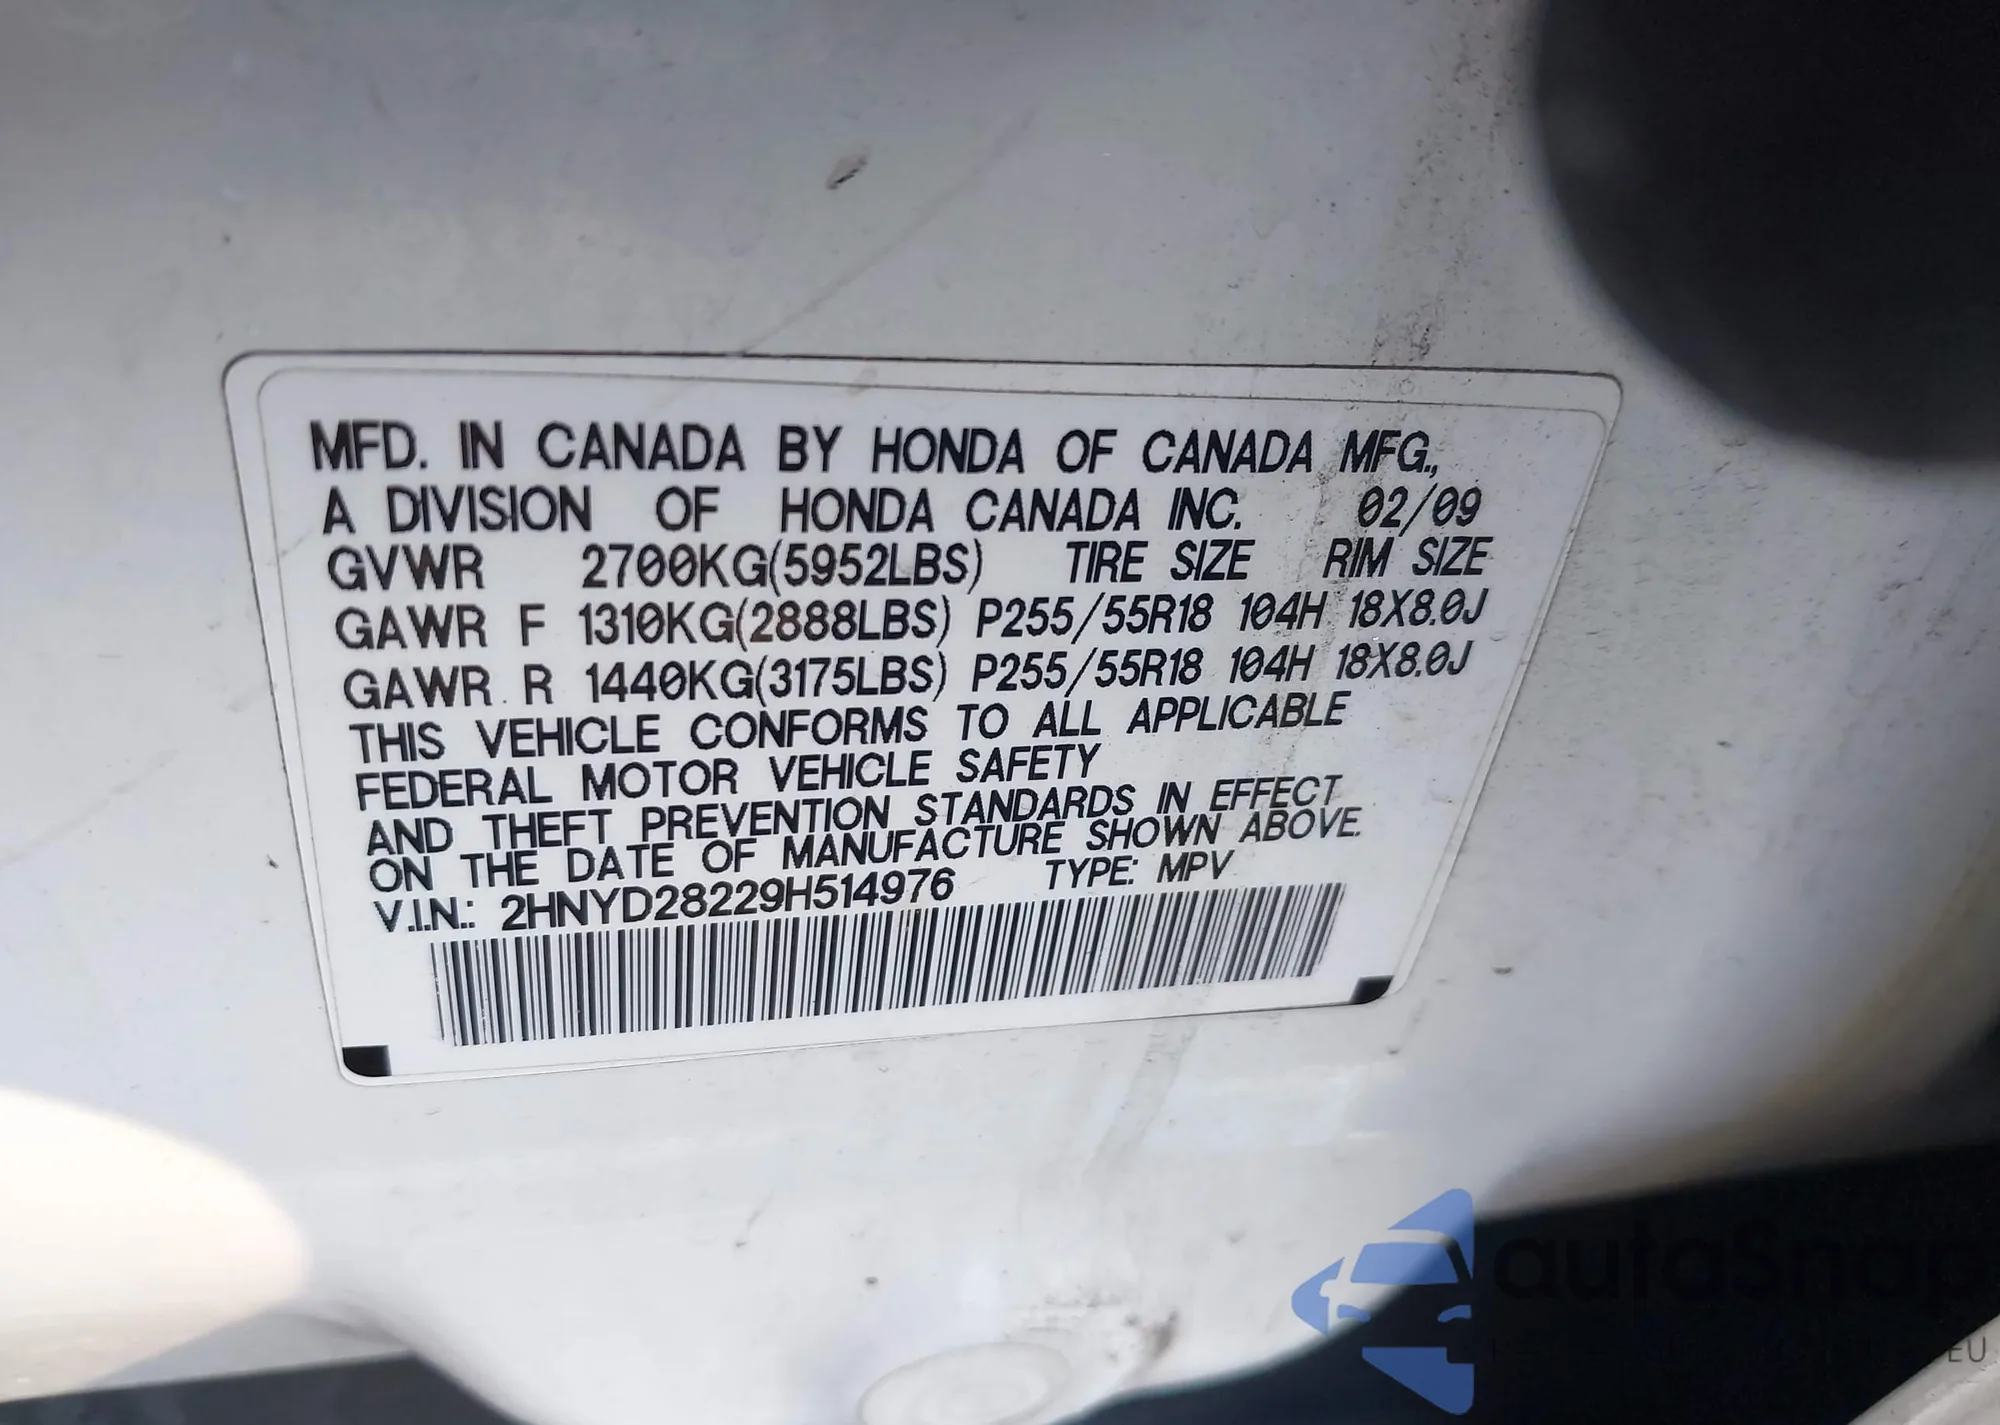 MFD. IN CANADA BY HONDA OF CANADA MFG.,
A DIVISION OF HONDA CANADA INC. 02/09
GVWR 2700KG(5952LBS) TIRE SIZE RIM SIZE
GAWR F 1310KG(2888LBS) P255/55R18 104H 18X8.0J
GAWR R 1440KG(3175LBS) P255/55R18 104H 18X8.0J
THIS VEHICLE CONFORMS TO ALL APPLICABLE
FEDERAL MOTOR VEHICLE SAFETY
AND THEFT PREVENTION STANDARDS IN EFFECT
ON THE DATE OF MANUFACTURE SHOWN ABOVE.
V.I.N.: 2HNYD28229H514976 TYPE: MPV
autoSnap
EU